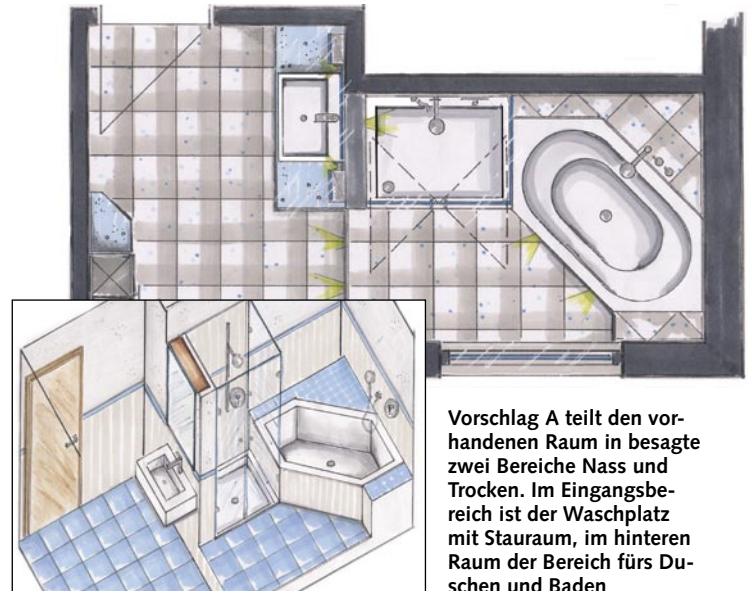 Vorschlag A teilt den vor-
handenen Raum in besagte
zwei Bereiche Nass und
Trocken. Im Eingangsbe-
reich ist der Waschplatz
mit Stauraum, im hinteren
Raum der Bereich fürs Du-
schen und Baden